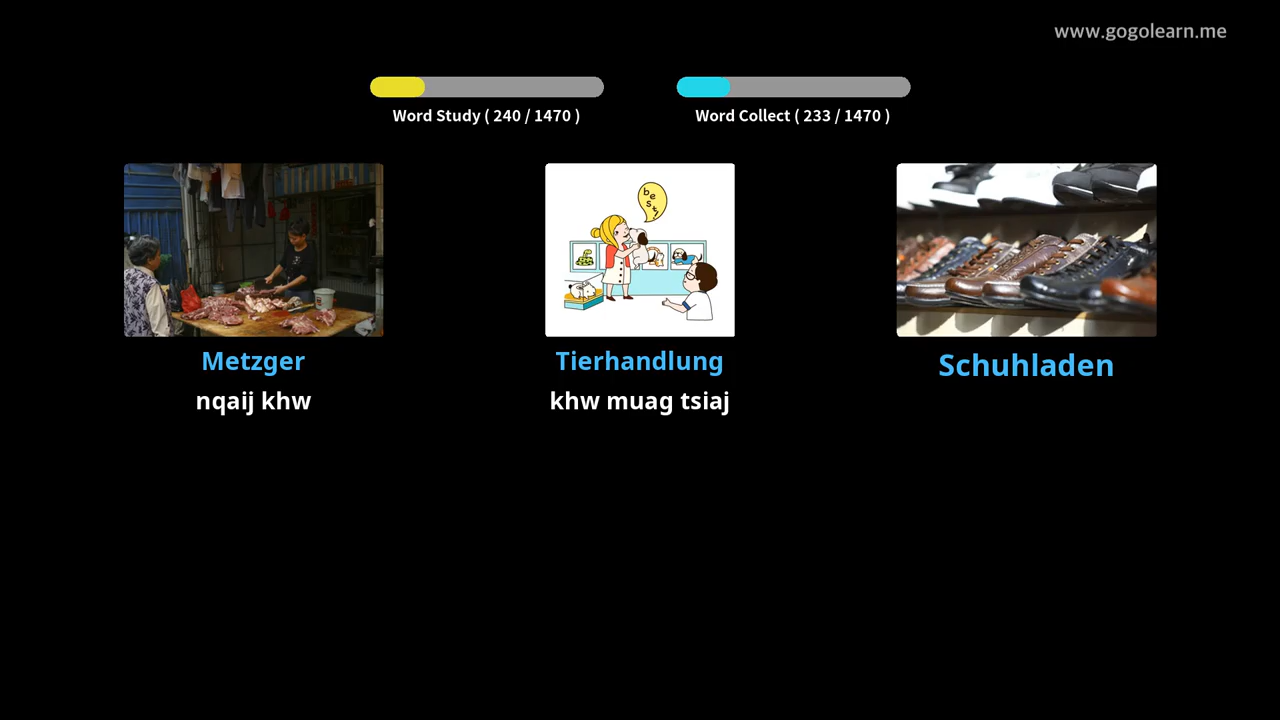 www.gogolearn.me
Word Study ( 240 / 1470 )
Word Collect ( 233 / 1470 )
best
Metzger
nqaij khw
Tierhandlung
khw muag tsiaj
Schuhladen